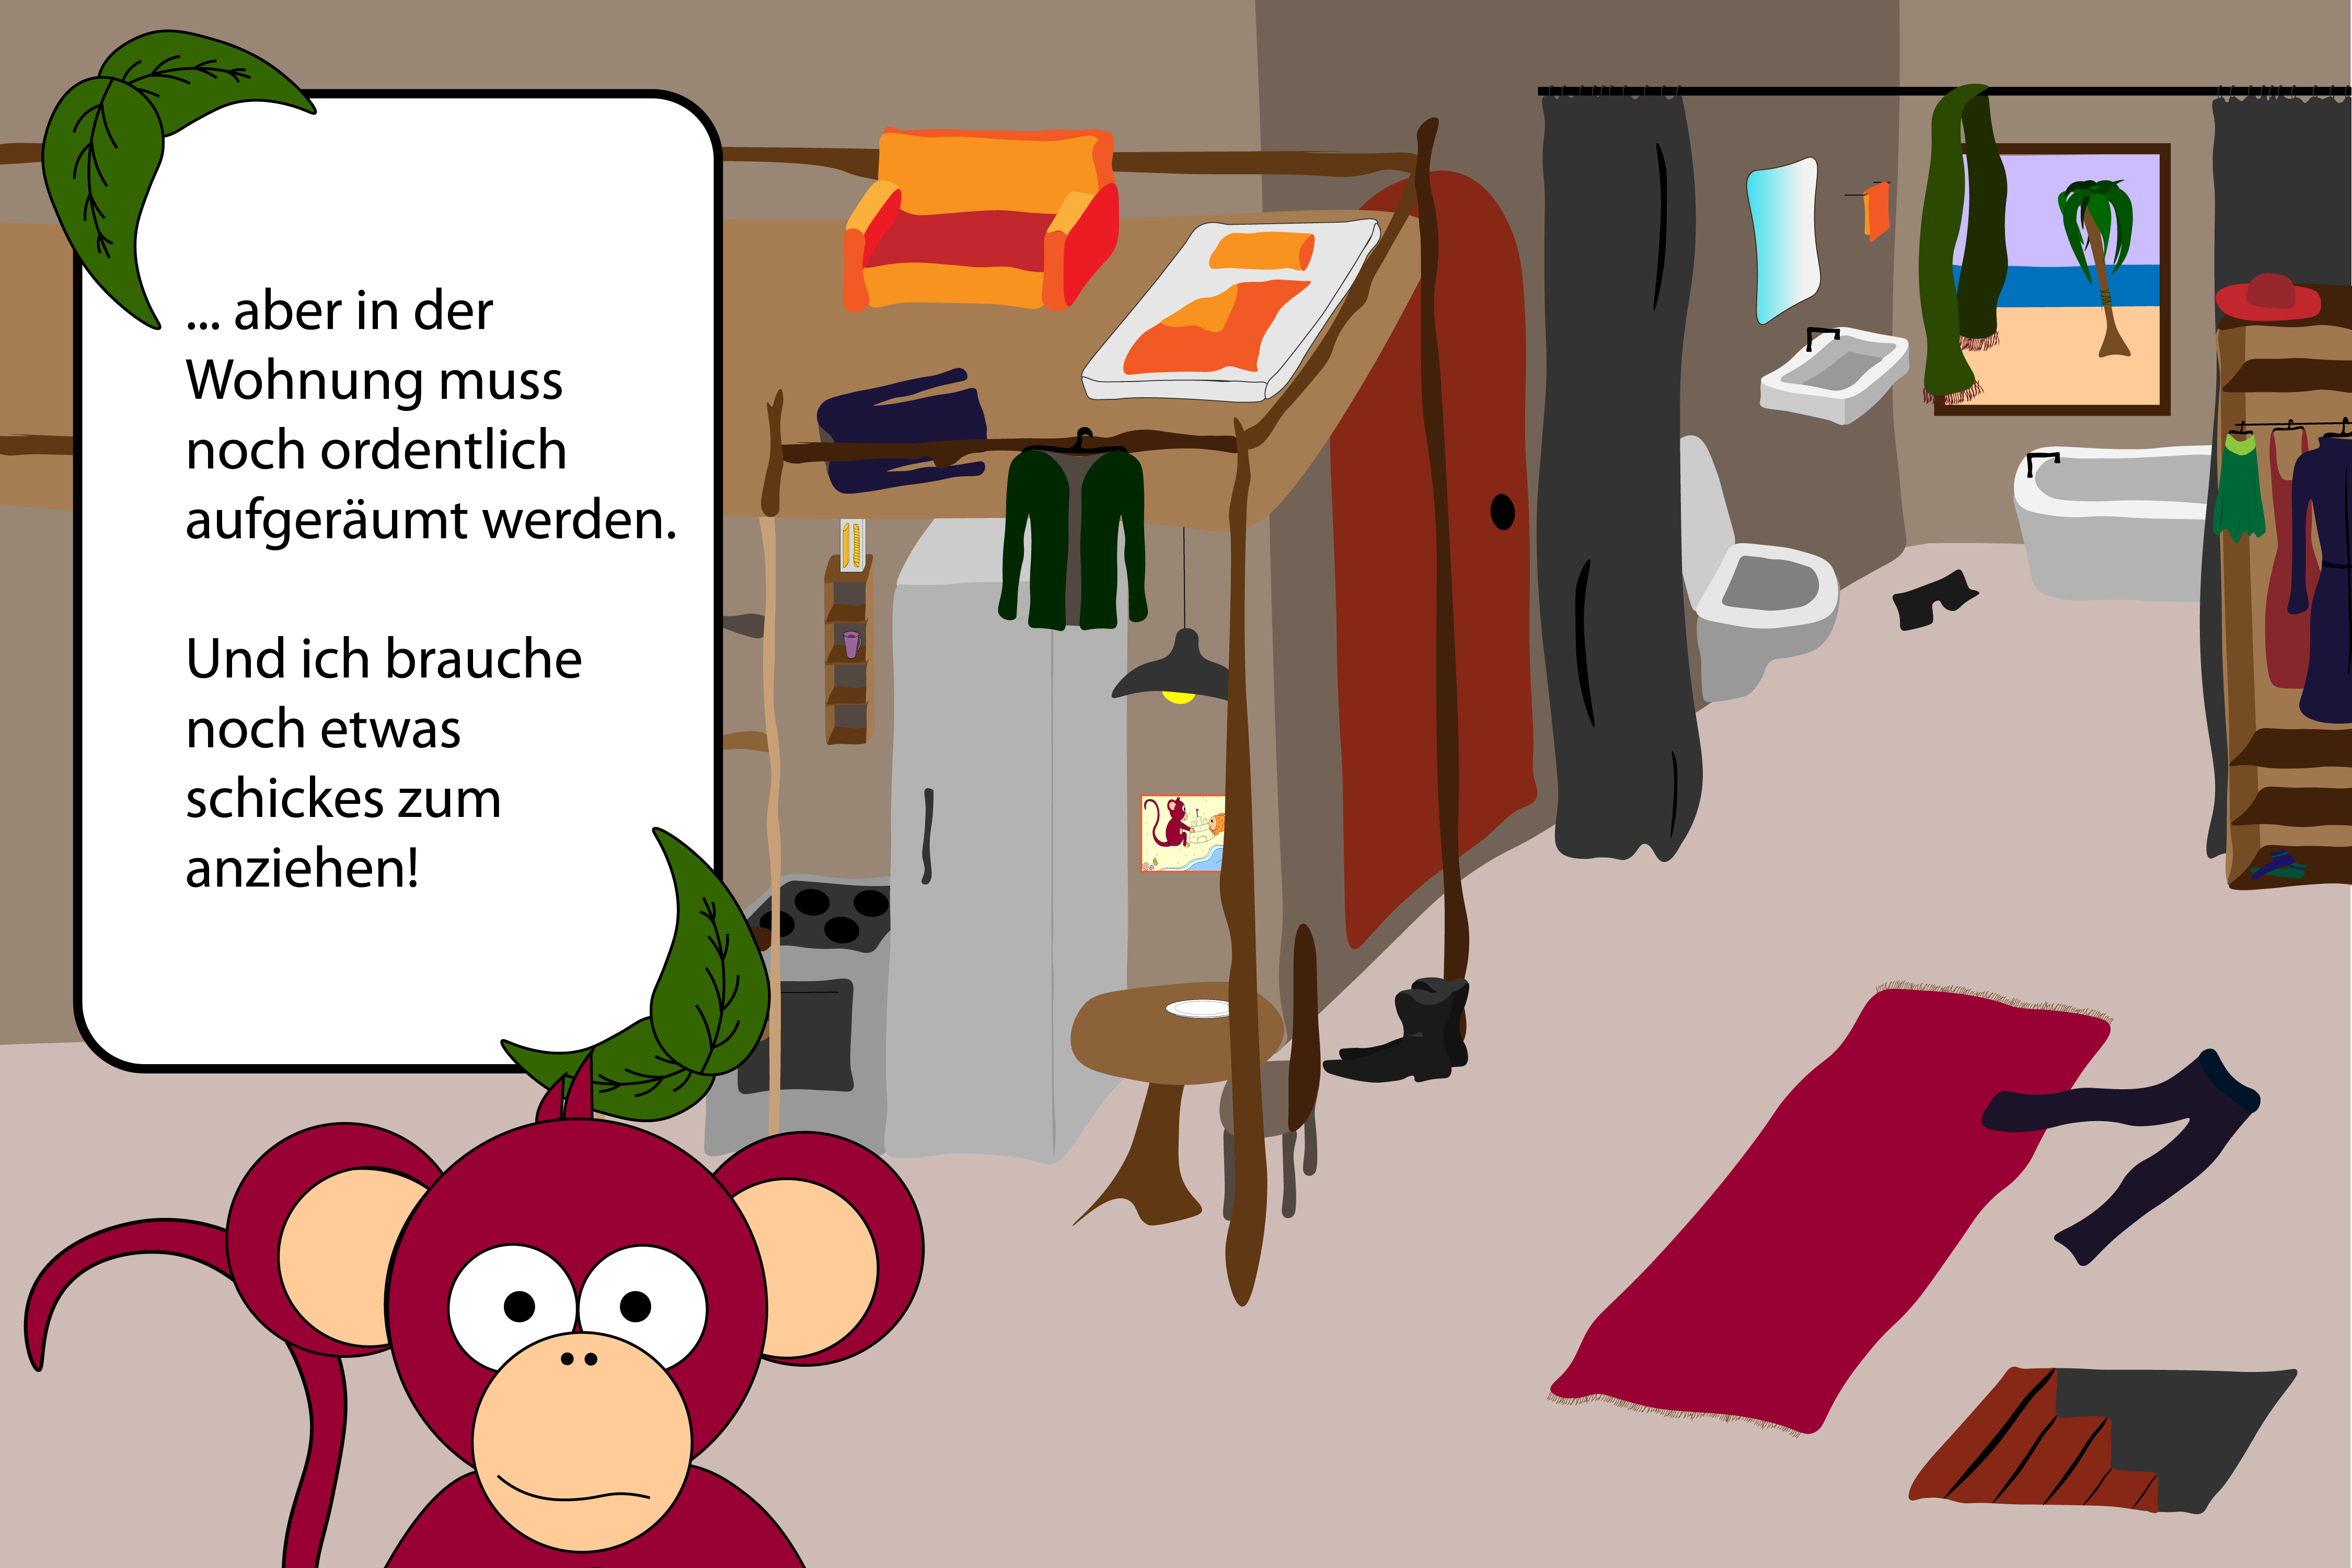 ... aber in der
Wohnung muss
noch ordentlich
aufgeräumt werden.
Und ich brauche
noch etwas
schickes zum
anziehen!